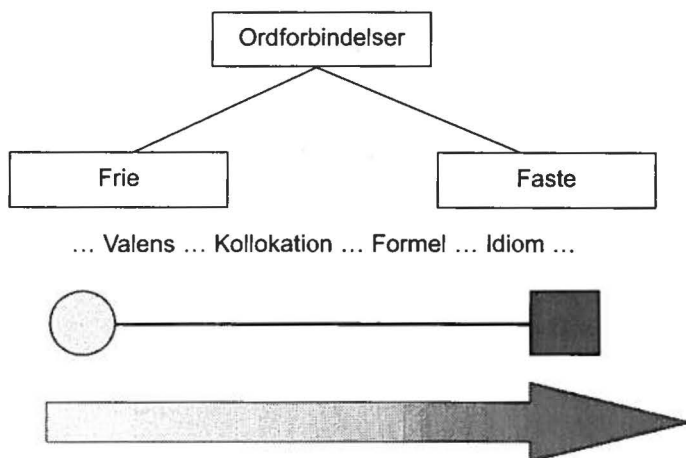 Ordforbindelser
Frie
Faste
... Valens ... Kollokation ... Formel ... Idiom ...